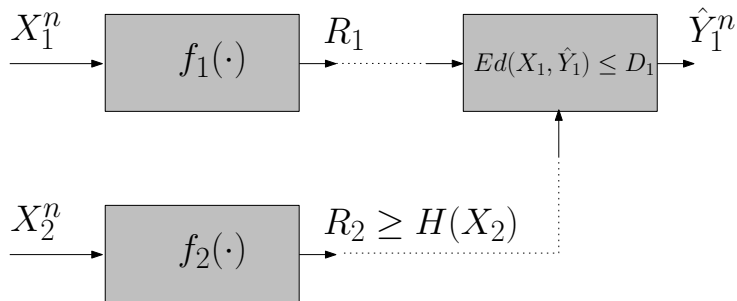 X_1^n
f_1(·)
R_1
Ed(X_1, Ŷ_1) ≤ D_1
Ŷ_1^n
X_2^n
f_2(·)
R_2 ≥ H(X_2)